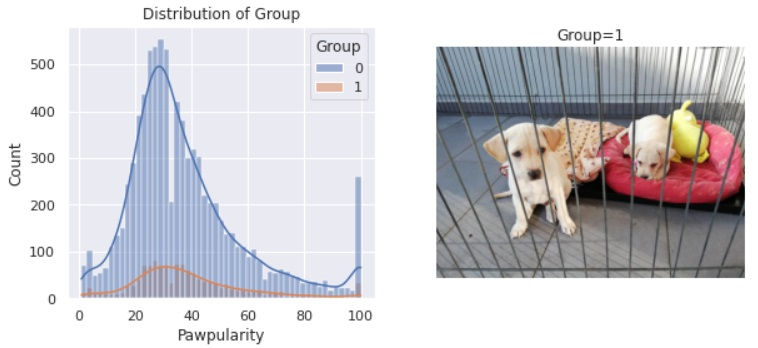 Distribution of Group
Group
0
1
500
400
300
200
100
0
Count
0 20 40 60 80 100
Pawpularity
Group=1